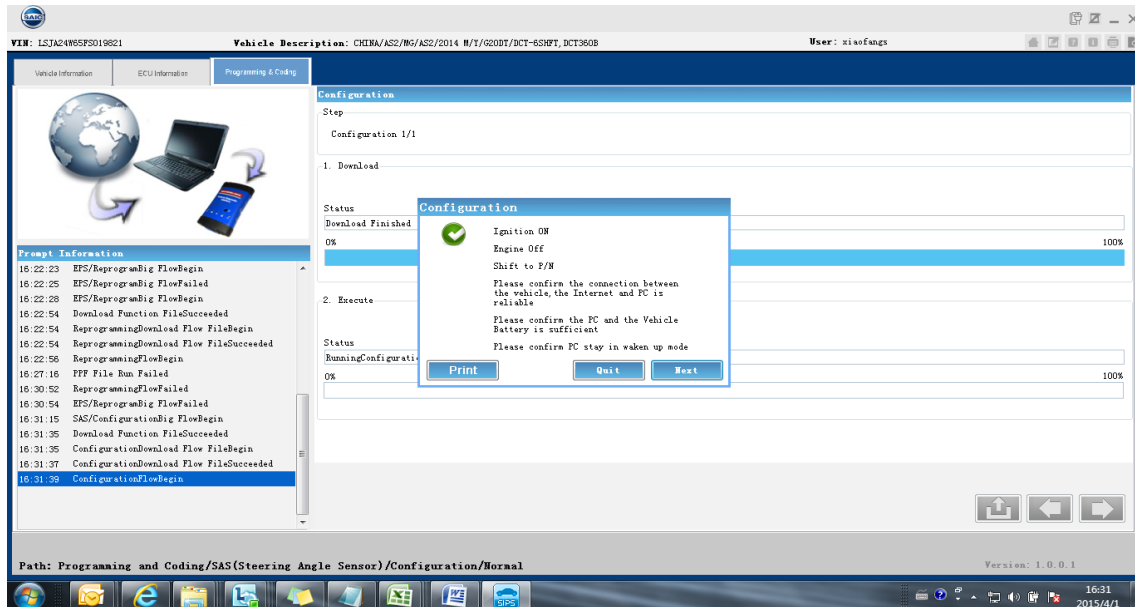 SAIC
VIN: LSJA24W65FS019821 Vehicle Description: CHINA/AS2/MG/AS2/2014 M/Y/G20DT/DCT-6SHFT,DCT360B User: xiaofangs
Vehicle Information ECU Information Programming & Coding
Configuration
Step
Configuration 1/1
1. Download
Status
Download Finished
0% 100%
2. Execute
Status
RunningConfigurati
0% 100%
Configuration
Ignition ON
Engine Off
Shift to P/N
Please confirm the connection between
the vehicle,the Internet and PC is
reliable
Please confirm the PC and the Vehicle
Battery is sufficient
Please confirm PC stay in waken up mode
Print Quit Next
Prompt Information
16:22:23 EPS/ReprogramBig FlowBegin
16:22:25 EPS/ReprogramBig FlowFailed
16:22:28 EPS/ReprogramBig FlowBegin
16:22:54 Download Function FileSucceeded
16:22:54 ReprogrammingDownload Flow FileBegin
16:22:54 ReprogrammingDownload Flow FileSucceeded
16:22:56 ReprogrammingFlowBegin
16:27:16 PPF File Run Failed
16:30:52 ReprogrammingFlowFailed
16:30:54 EPS/ReprogramBig FlowFailed
16:31:15 SAS/ConfigurationBig FlowBegin
16:31:35 Download Function FileSucceeded
16:31:35 ConfigurationDownload Flow FileBegin
16:31:37 ConfigurationDownload Flow FileSucceeded
16:31:39 ConfigurationFlowBegin
Path: Programming and Coding/SAS(Steering Angle Sensor)/Configuration/Normal Version: 1.0.0.1
SIPS
16:31
2015/4/1